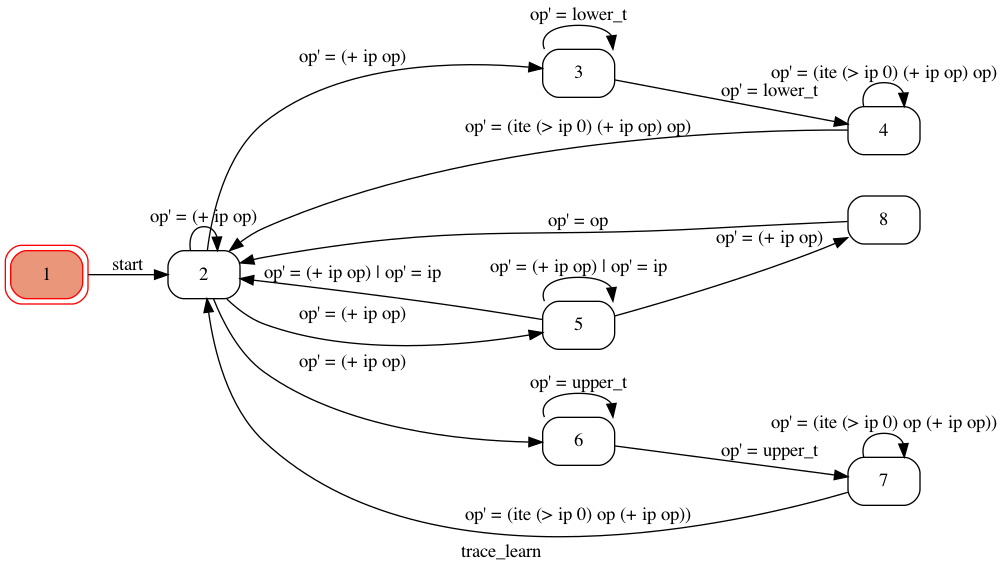 op' = lower_t
op' = (+ ip op)
3
op' = (ite (> ip 0) (+ ip op) op)
op' = lower_t
op' = (ite (> ip 0) (+ ip op) op)
4
op' = (+ ip op)
op' = op
8
op' = (+ ip op)
1
start
2
op' = (+ ip op) | op' = ip
op' = (+ ip op) | op' = ip
op' = (+ ip op)
5
op' = (+ ip op)
op' = upper_t
6
op' = (ite (> ip 0) op (+ ip op))
op' = upper_t
7
op' = (ite (> ip 0) op (+ ip op))
trace_learn